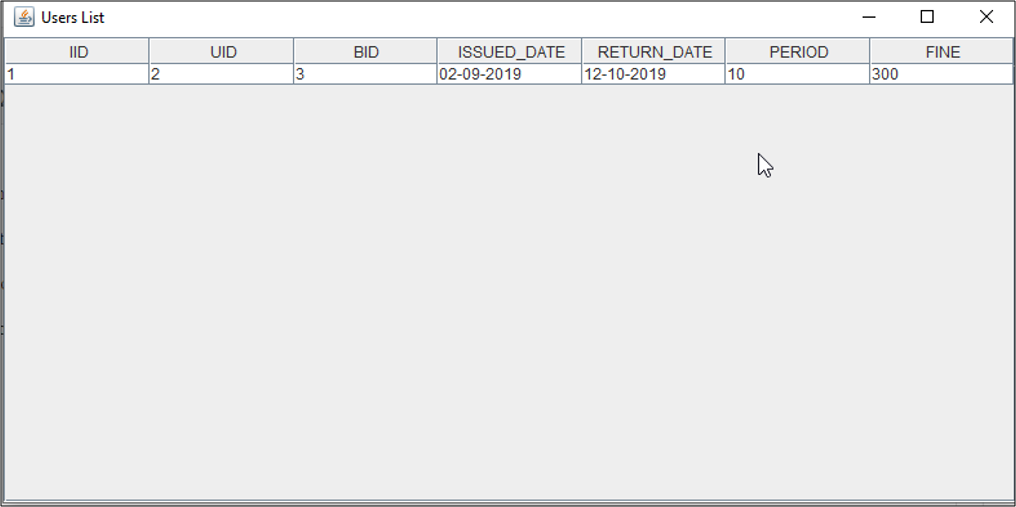 Users List
IID UID BID ISSUED_DATE RETURN_DATE PERIOD FINE
1 2 3 02-09-2019 12-10-2019 10 300